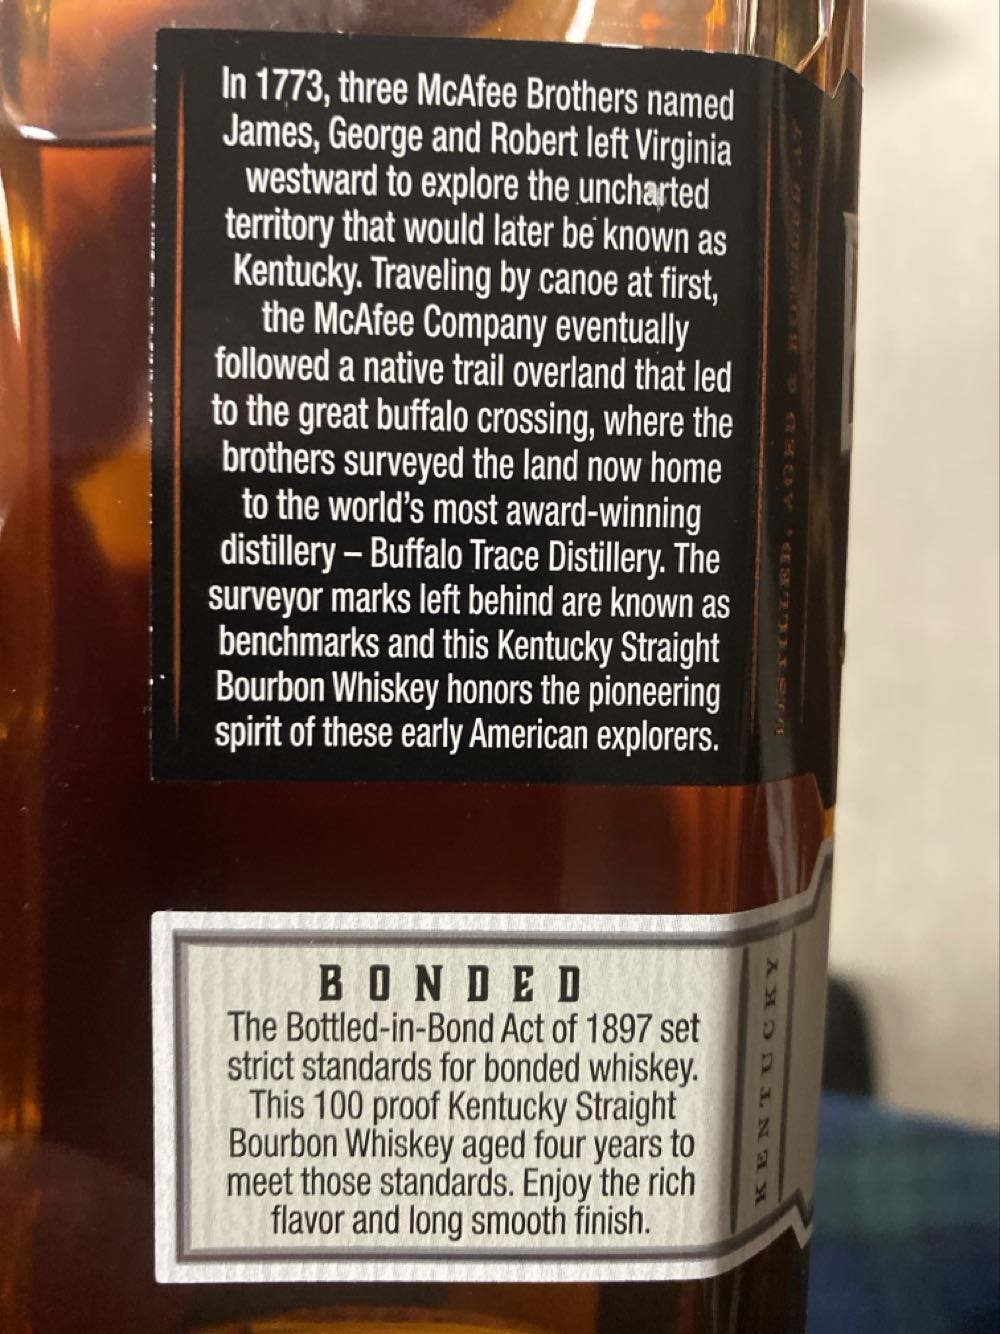 In 1773, three McAfee Brothers named
James, George and Robert left Virginia
westward to explore the uncharted
territory that would later be known as
Kentucky. Traveling by canoe at first,
the McAfee Company eventually
followed a native trail overland that led
to the great buffalo crossing, where the
brothers surveyed the land now home
to the world's most award-winning
distillery – Buffalo Trace Distillery. The
surveyor marks left behind are known as
benchmarks and this Kentucky Straight
Bourbon Whiskey honors the pioneering
spirit of these early American explorers.
DISTILLED, AGED & BOTTLED AT
BONDED
The Bottled-in-Bond Act of 1897 set
strict standards for bonded whiskey.
This 100 proof Kentucky Straight
Bourbon Whiskey aged four years to
meet those standards. Enjoy the rich
flavor and long smooth finish.
KENTUCKY